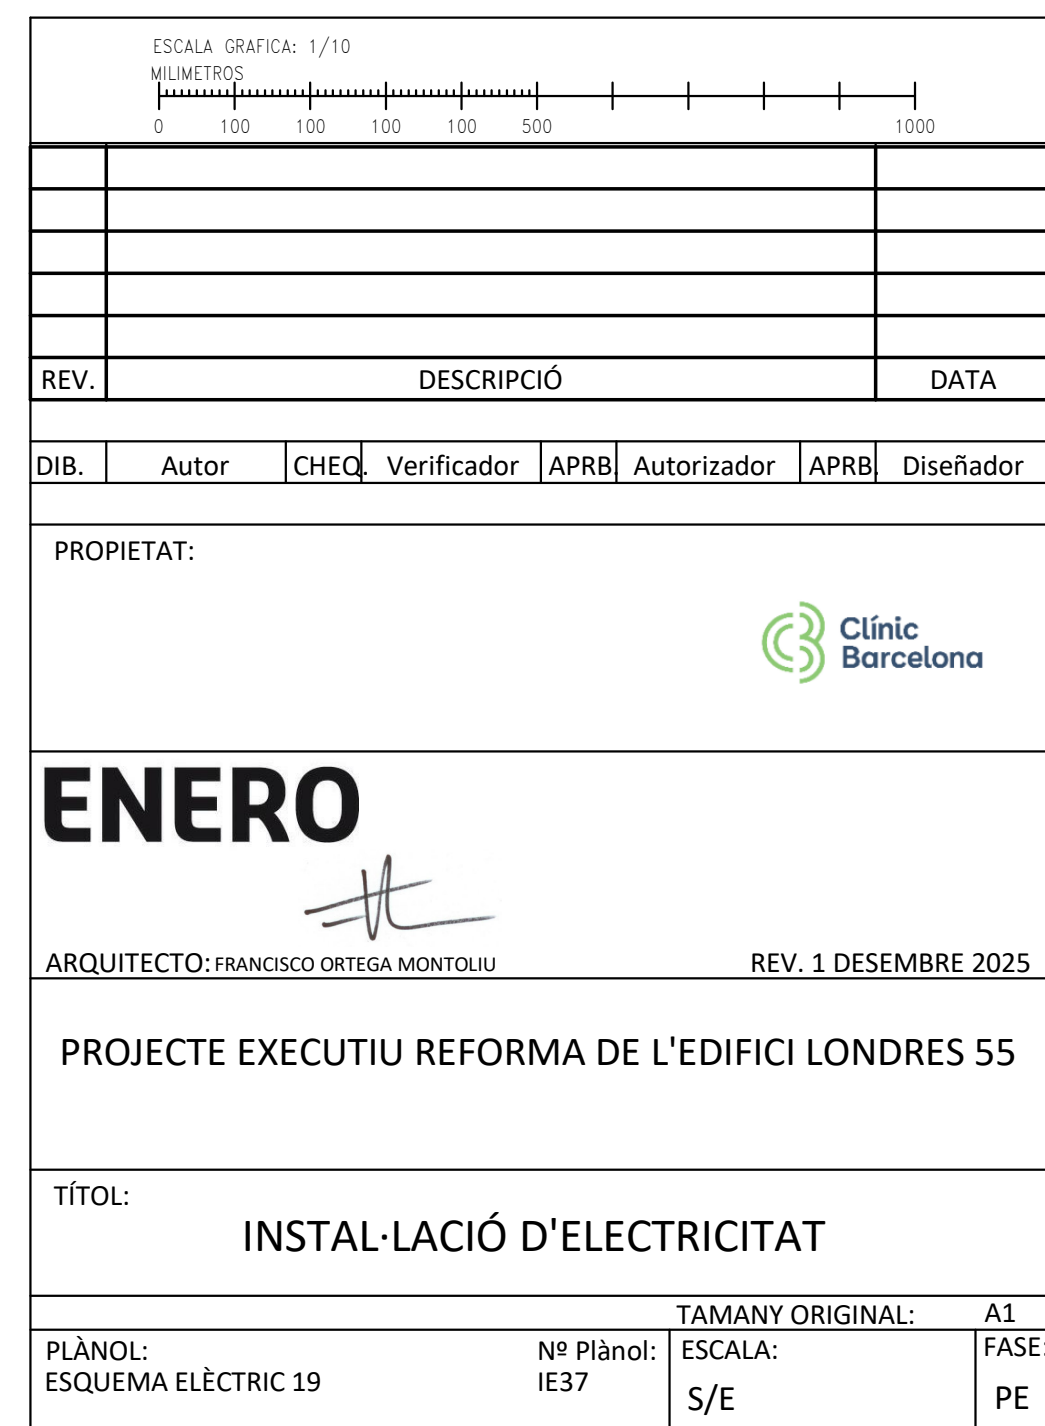 ESCALA GRAFICA: 1/10
MILIMETROS
0 100 100 100 100 500 1000
REV. DESCRIPCIÓ DATA
DIB. Autor CHEQ. Verificador APRB. Autorizador APRB. Diseñador
PROPIETAT:
Clínic
Barcelona
ENERO
ARQUITECTO: FRANCISCO ORTEGA MONTOLIU REV. 1 DESEMBRE 2025
PROJECTE EXECUTIU REFORMA DE L'EDIFICI LONDRES 55
TÍTOL:
INSTAL·LACIÓ D'ELECTRICITAT
TAMANY ORIGINAL: A1
PLÀNOL: Nº Plànol: ESCALA: FASE:
ESQUEMA ELÈCTRIC 19 IE37 S/E PE